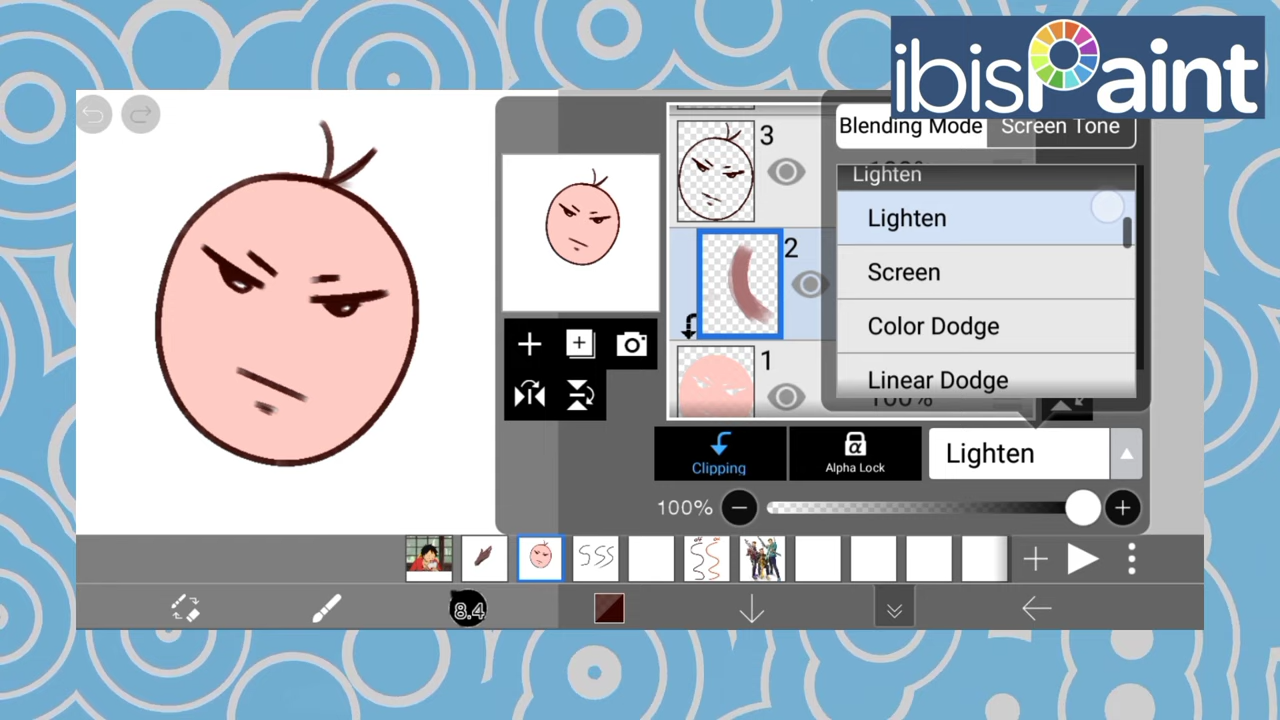 ibisPaint
Blending Mode
Screen Tone
3
Lighten
Lighten
2
Screen
Color Dodge
1
Linear Dodge
100%
Clipping
Alpha Lock
Lighten
100%
8.4